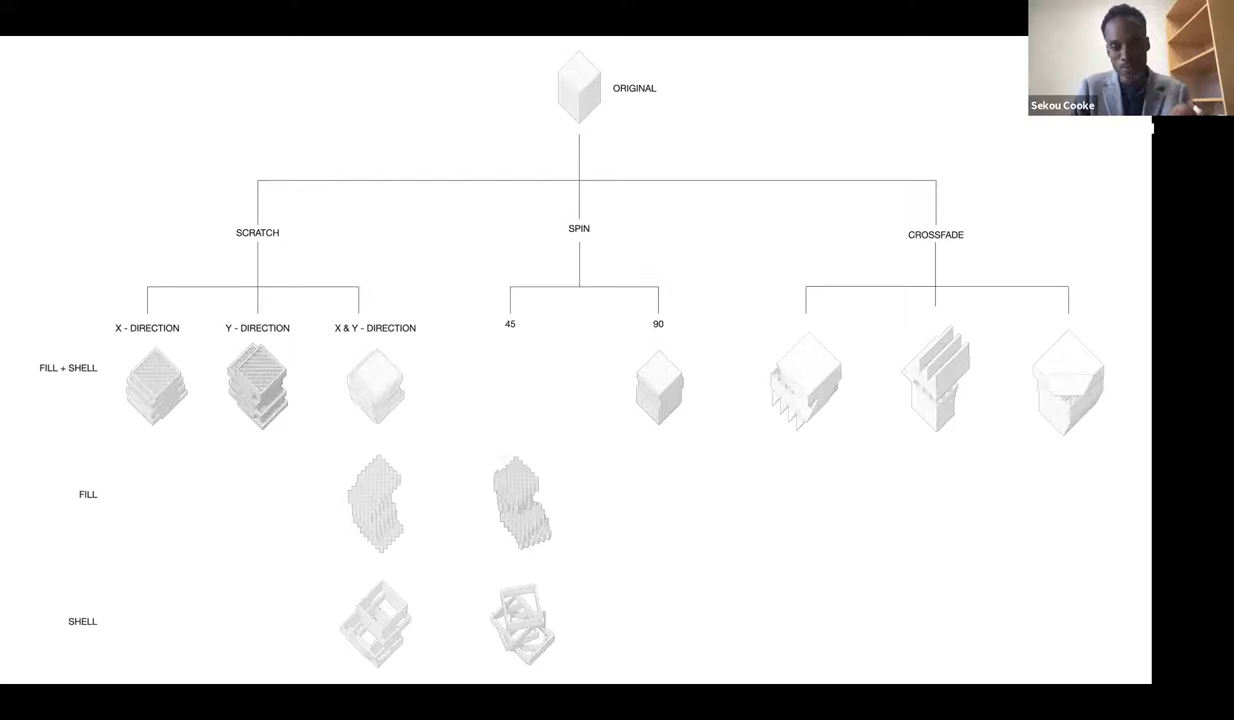 ORIGINAL
Sekou Cooke
SCRATCH
SPIN
CROSSFADE
X - DIRECTION
Y - DIRECTION
X & Y - DIRECTION
45
90
FILL + SHELL
FILL
SHELL